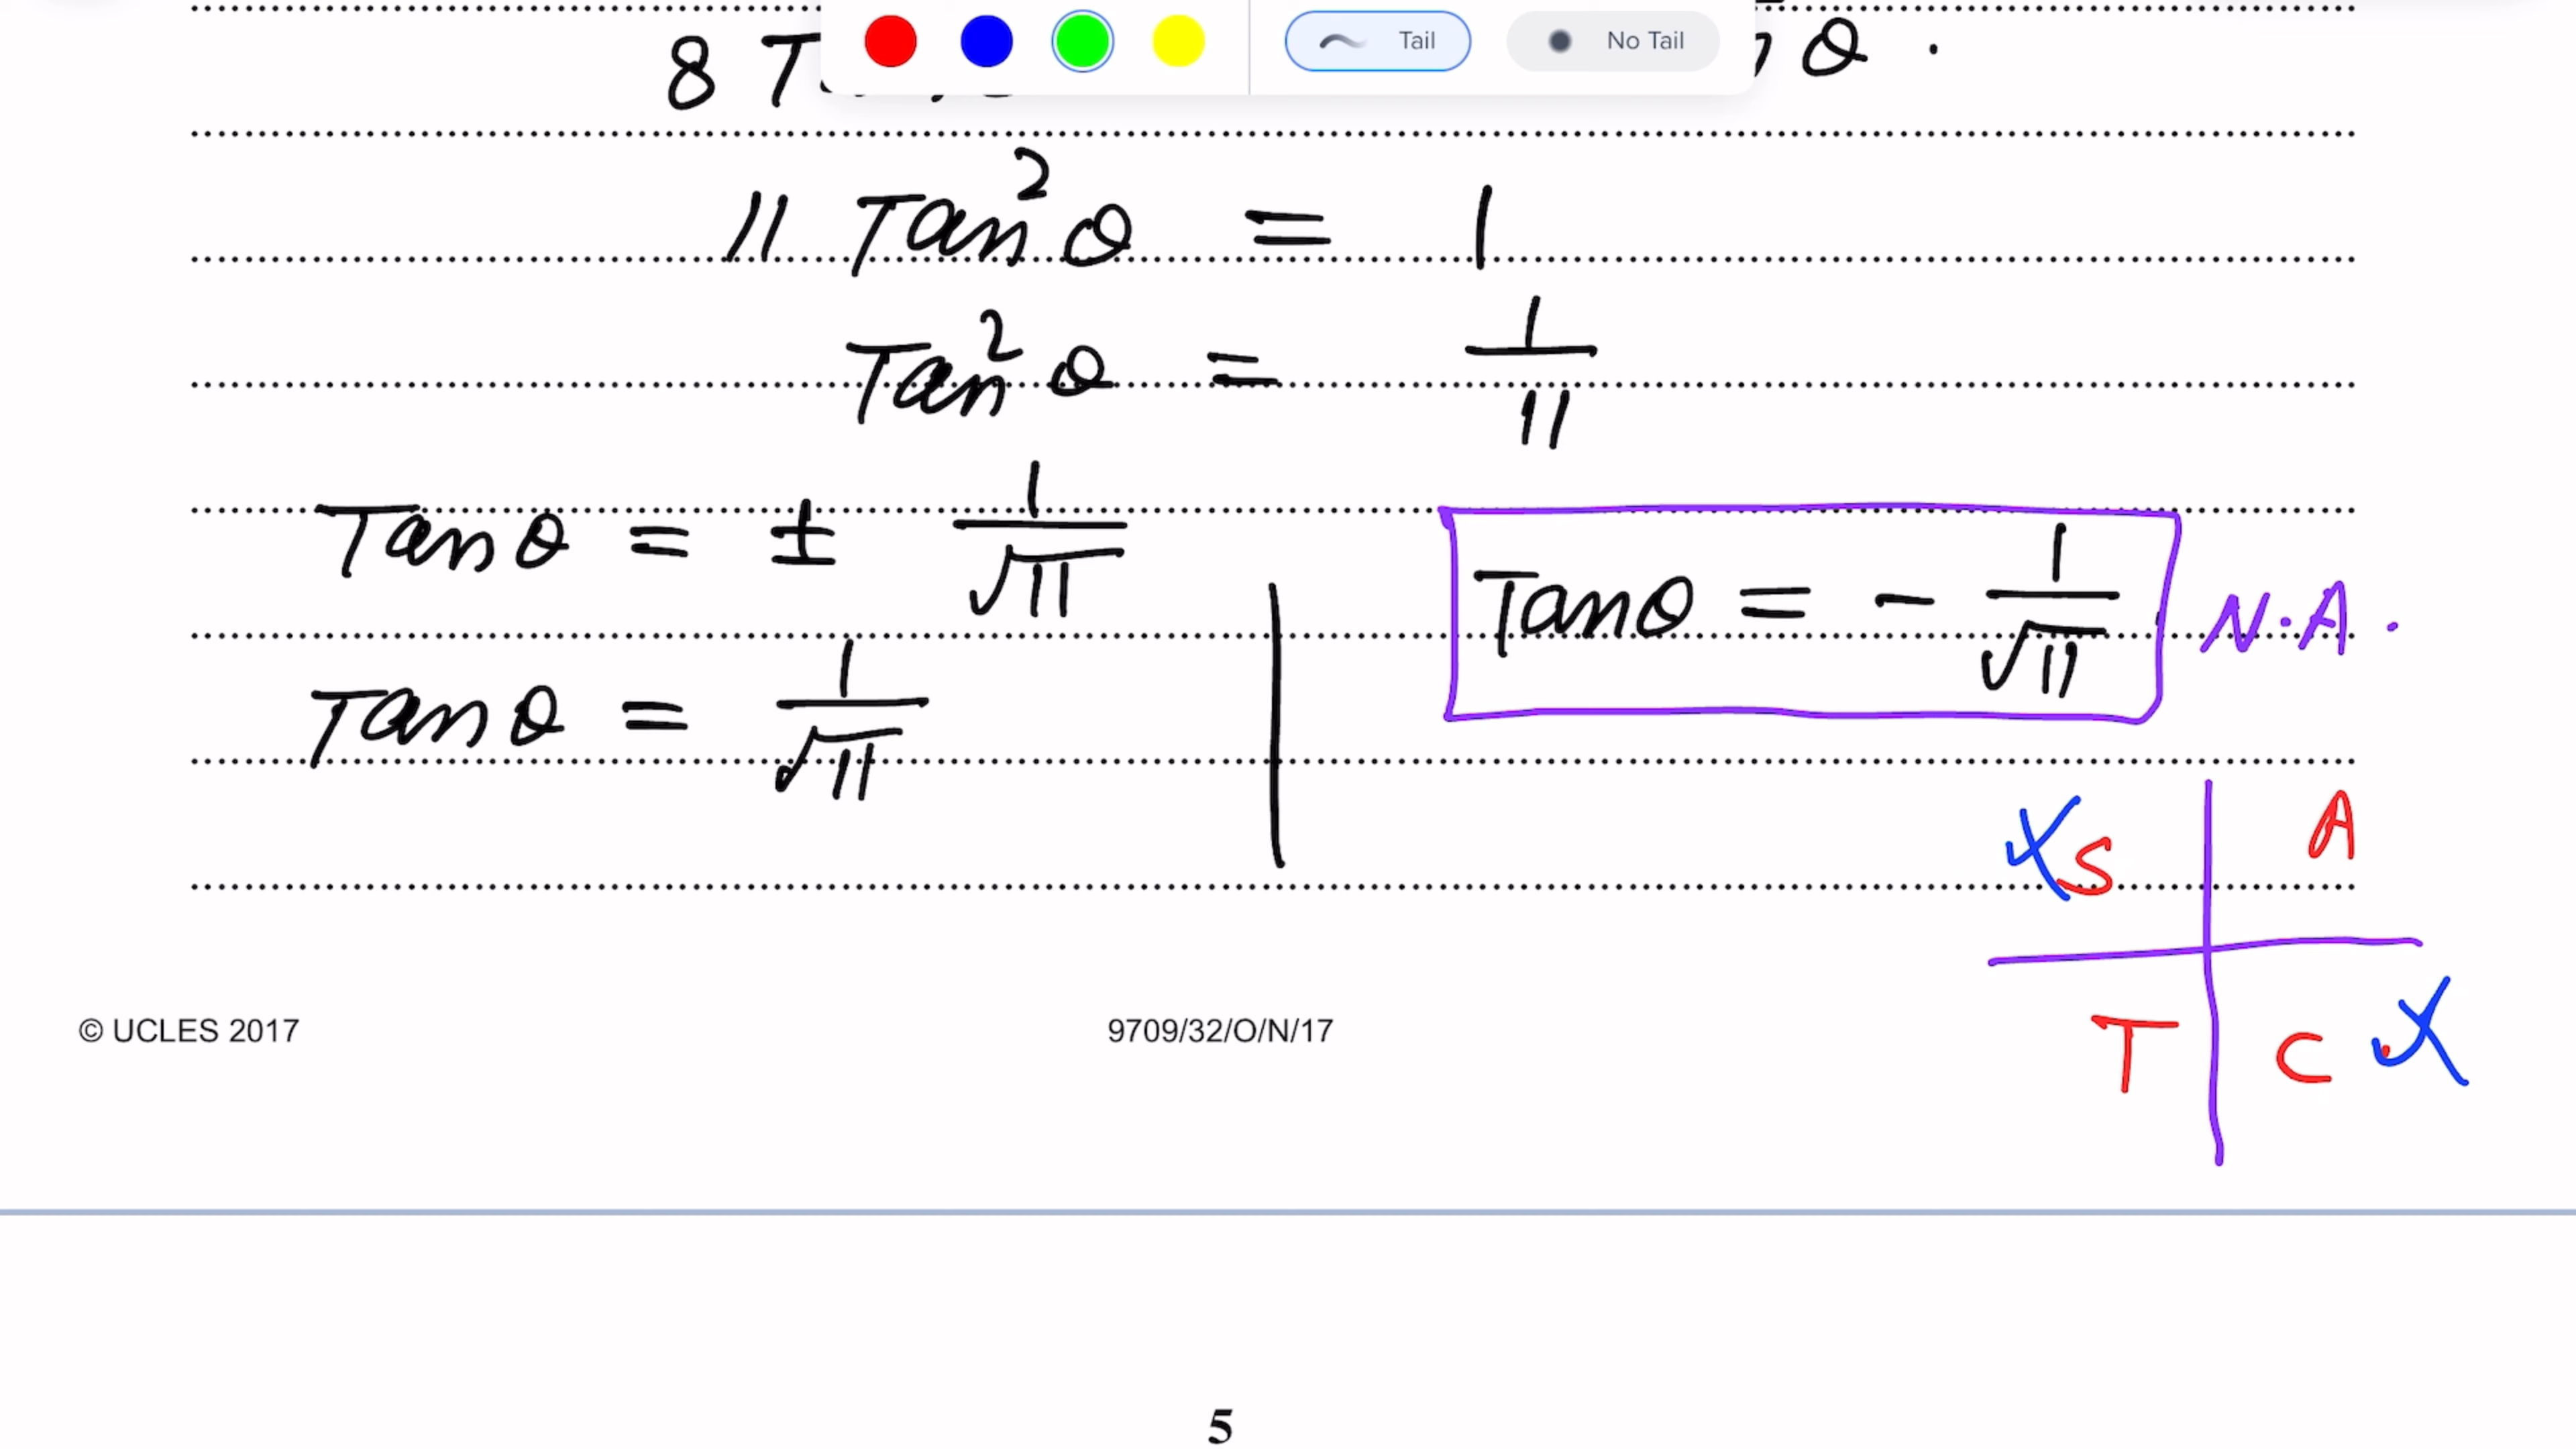 Tail No Tail
8 T θ .
11 Tan²θ = 1
Tan²θ = 1/11
Tanθ = ± 1/√11
Tanθ = - 1/√11 N.A.
Tanθ = 1/√11
S A
T C
© UCLES 2017 9709/32/O/N/17
5